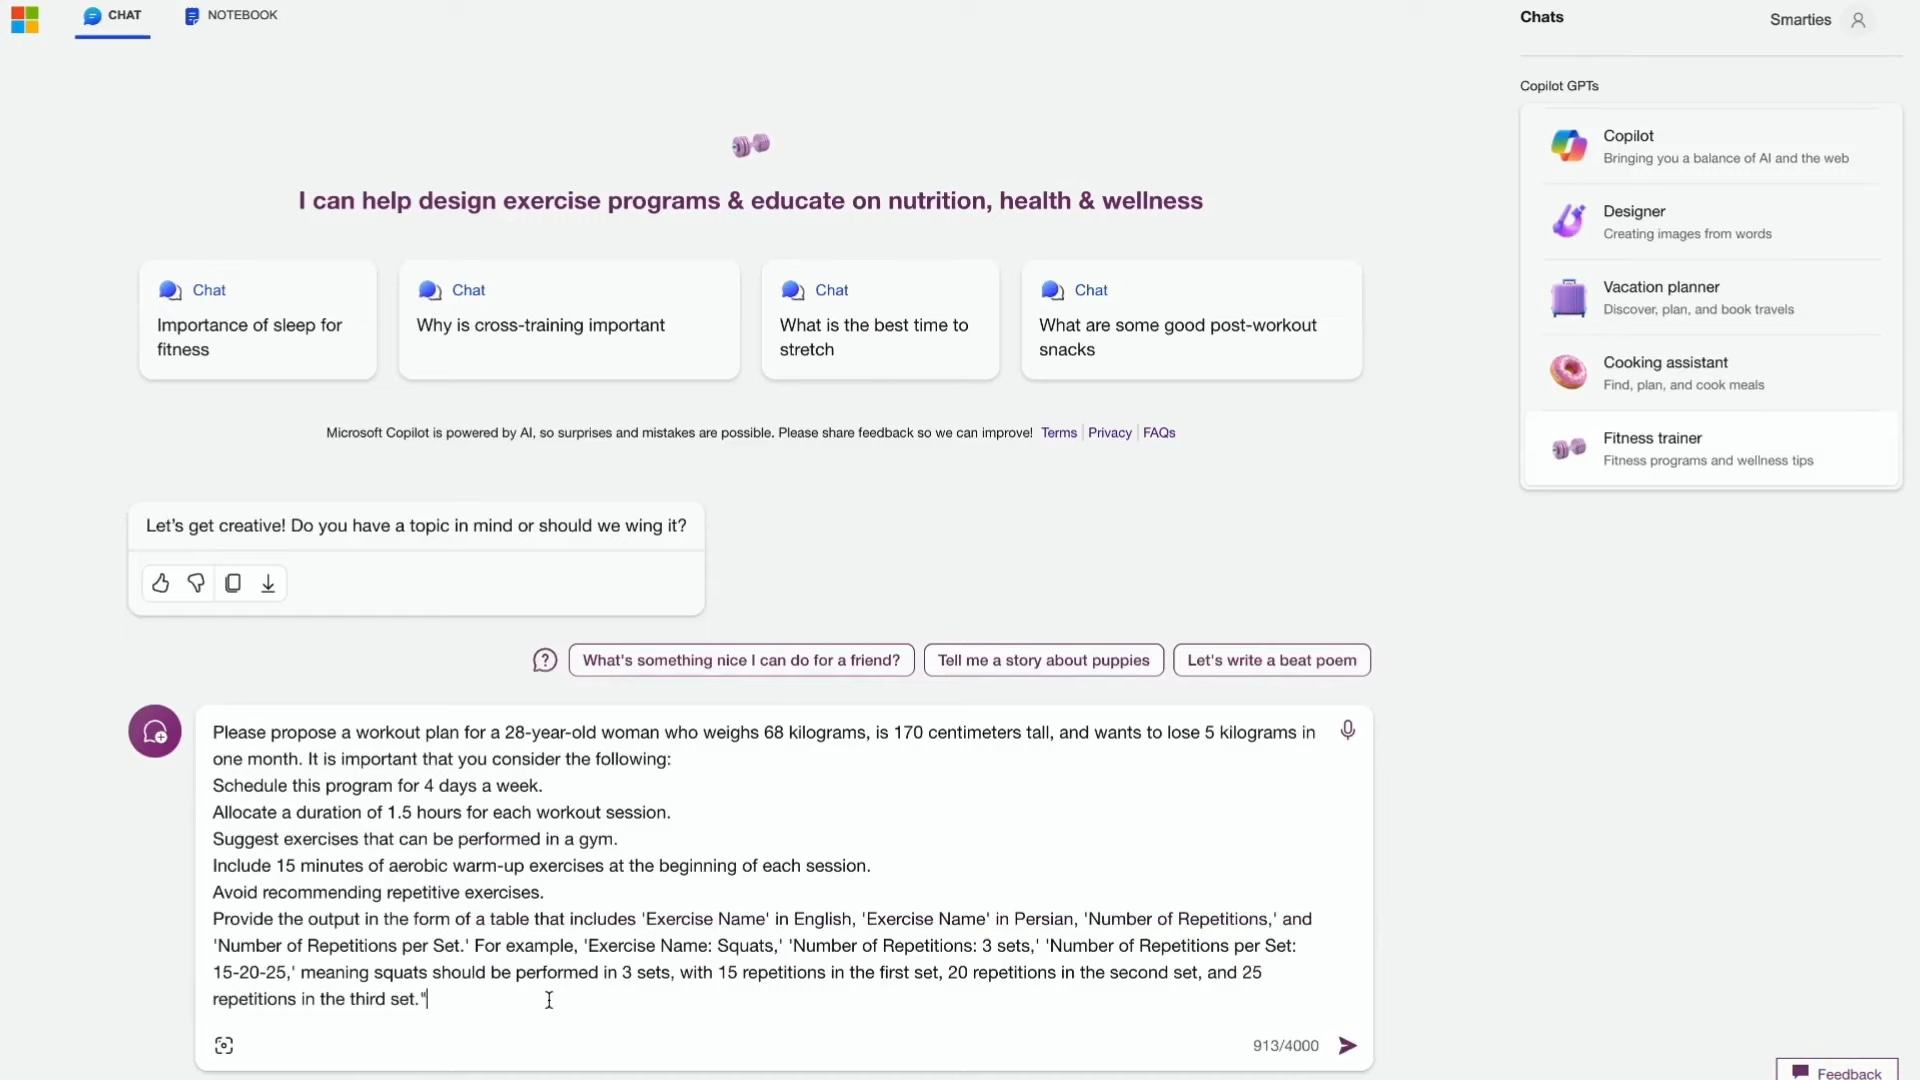 CHAT
NOTEBOOK
Chats
Smarties
Copilot GPTs
Copilot
Bringing you a balance of AI and the web
Designer
Creating images from words
Vacation planner
Discover, plan, and book travels
Cooking assistant
Find, plan, and cook meals
Fitness trainer
Fitness programs and wellness tips
I can help design exercise programs & educate on nutrition, health & wellness
Chat
Importance of sleep for
fitness
Chat
Why is cross-training important
Chat
What is the best time to
stretch
Chat
What are some good post-workout
snacks
Microsoft Copilot is powered by AI, so surprises and mistakes are possible. Please share feedback so we can improve! Terms Privacy FAQs
Let's get creative! Do you have a topic in mind or should we wing it?
What's something nice I can do for a friend?
Tell me a story about puppies
Let's write a beat poem
Please propose a workout plan for a 28-year-old woman who weighs 68 kilograms, is 170 centimeters tall, and wants to lose 5 kilograms in
one month. It is important that you consider the following:
Schedule this program for 4 days a week.
Allocate a duration of 1.5 hours for each workout session.
Suggest exercises that can be performed in a gym.
Include 15 minutes of aerobic warm-up exercises at the beginning of each session.
Avoid recommending repetitive exercises.
Provide the output in the form of a table that includes 'Exercise Name' in English, 'Exercise Name' in Persian, 'Number of Repetitions,' and
'Number of Repetitions per Set.' For example, 'Exercise Name: Squats,' 'Number of Repetitions: 3 sets,' 'Number of Repetitions per Set:
15-20-25,' meaning squats should be performed in 3 sets, with 15 repetitions in the first set, 20 repetitions in the second set, and 25
repetitions in the third set."
913/4000
Feedback